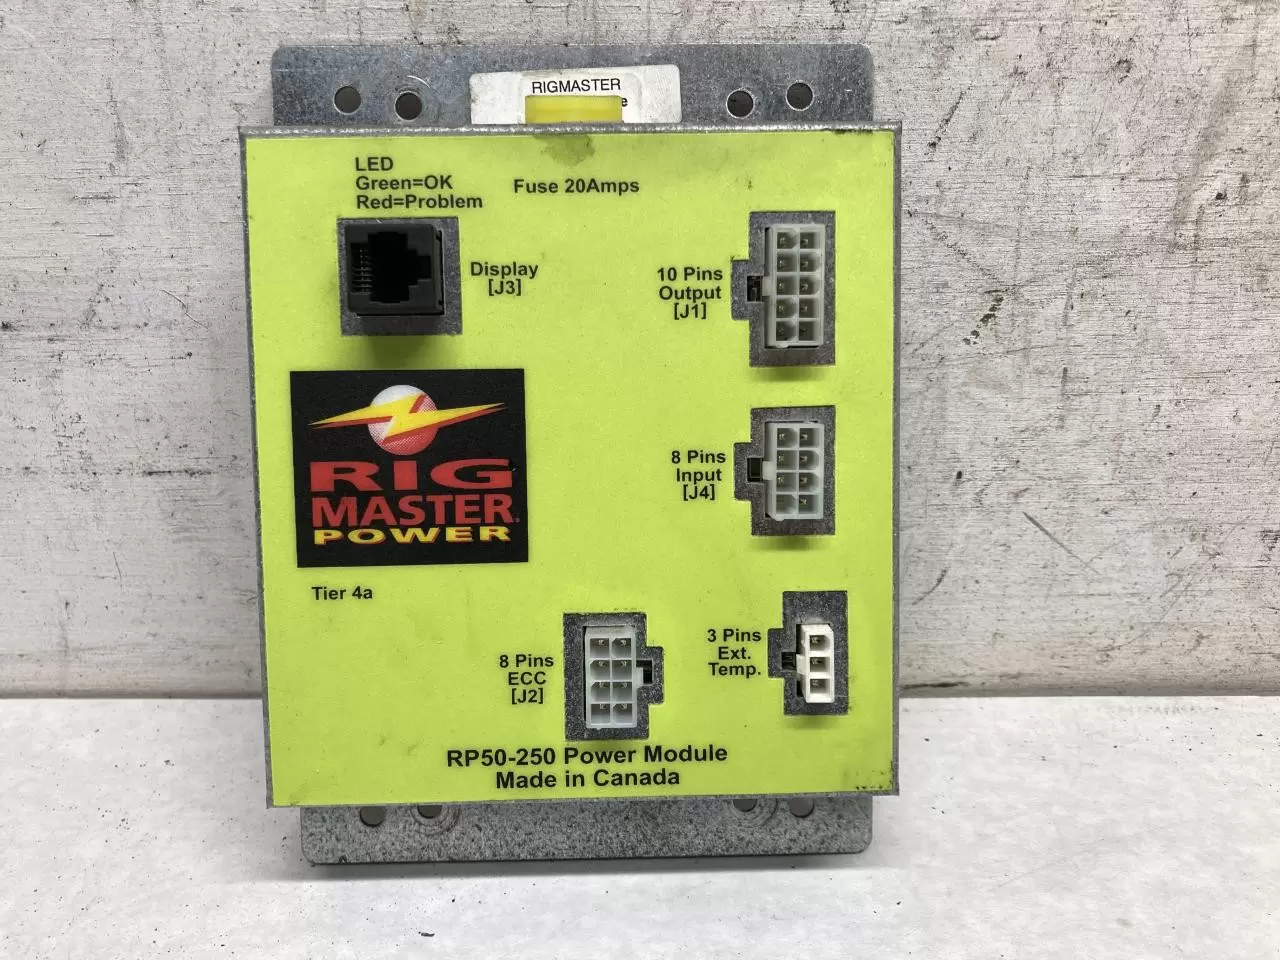 RIGMASTER
LED
Green=OK
Red=Problem
Fuse 20Amps
Display
[J3]
10 Pins
Output
[J1]
RIG
MASTER
POWER
8 Pins
Input
[J4]
Tier 4a
8 Pins
ECC
[J2]
3 Pins
Ext.
Temp.
RP50-250 Power Module
Made in Canada